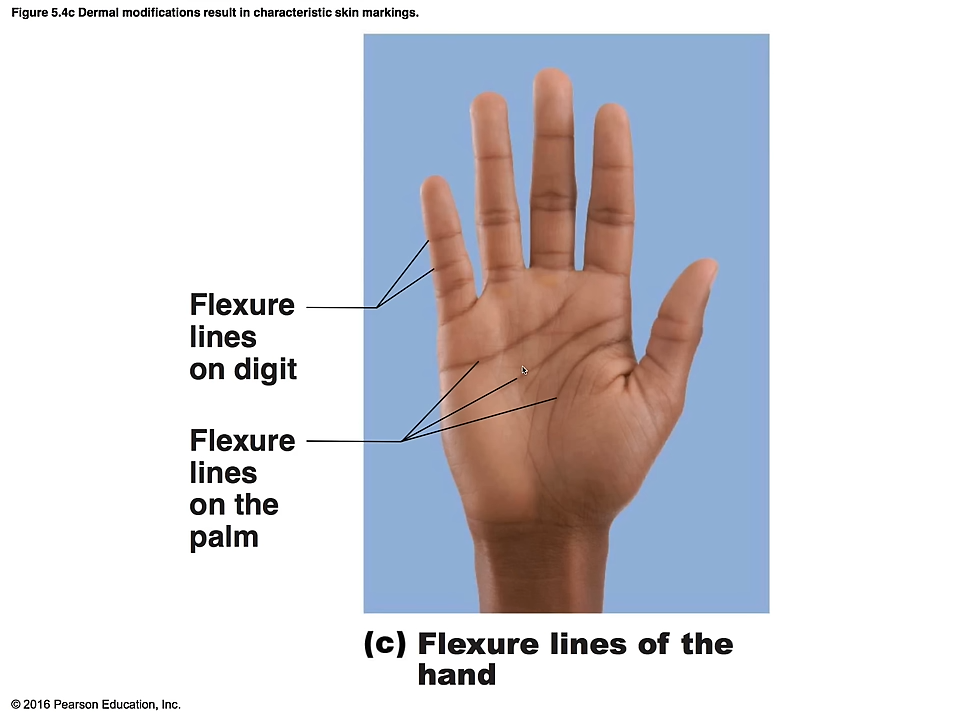 Figure 5.4c Dermal modifications result in characteristic skin markings.
Flexure
lines
on digit
Flexure
lines
on the
palm
(c) Flexure lines of the
hand
© 2016 Pearson Education, Inc.